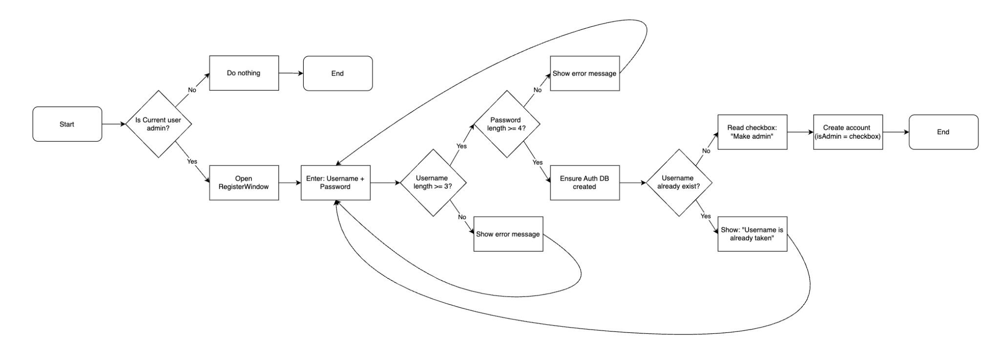 Start
Is Current user
admin?
No
Do nothing
End
Yes
Open
RegisterWindow
Enter: Username +
Password
Username
length >= 3?
Yes
Password
length >= 4?
No
Show error message
Yes
No
Show error message
Ensure Auth DB
created
Username
already exist?
No
Read checkbox:
"Make admin"
Create account
(isAdmin = checkbox)
End
Yes
Show: "Username is
already taken"